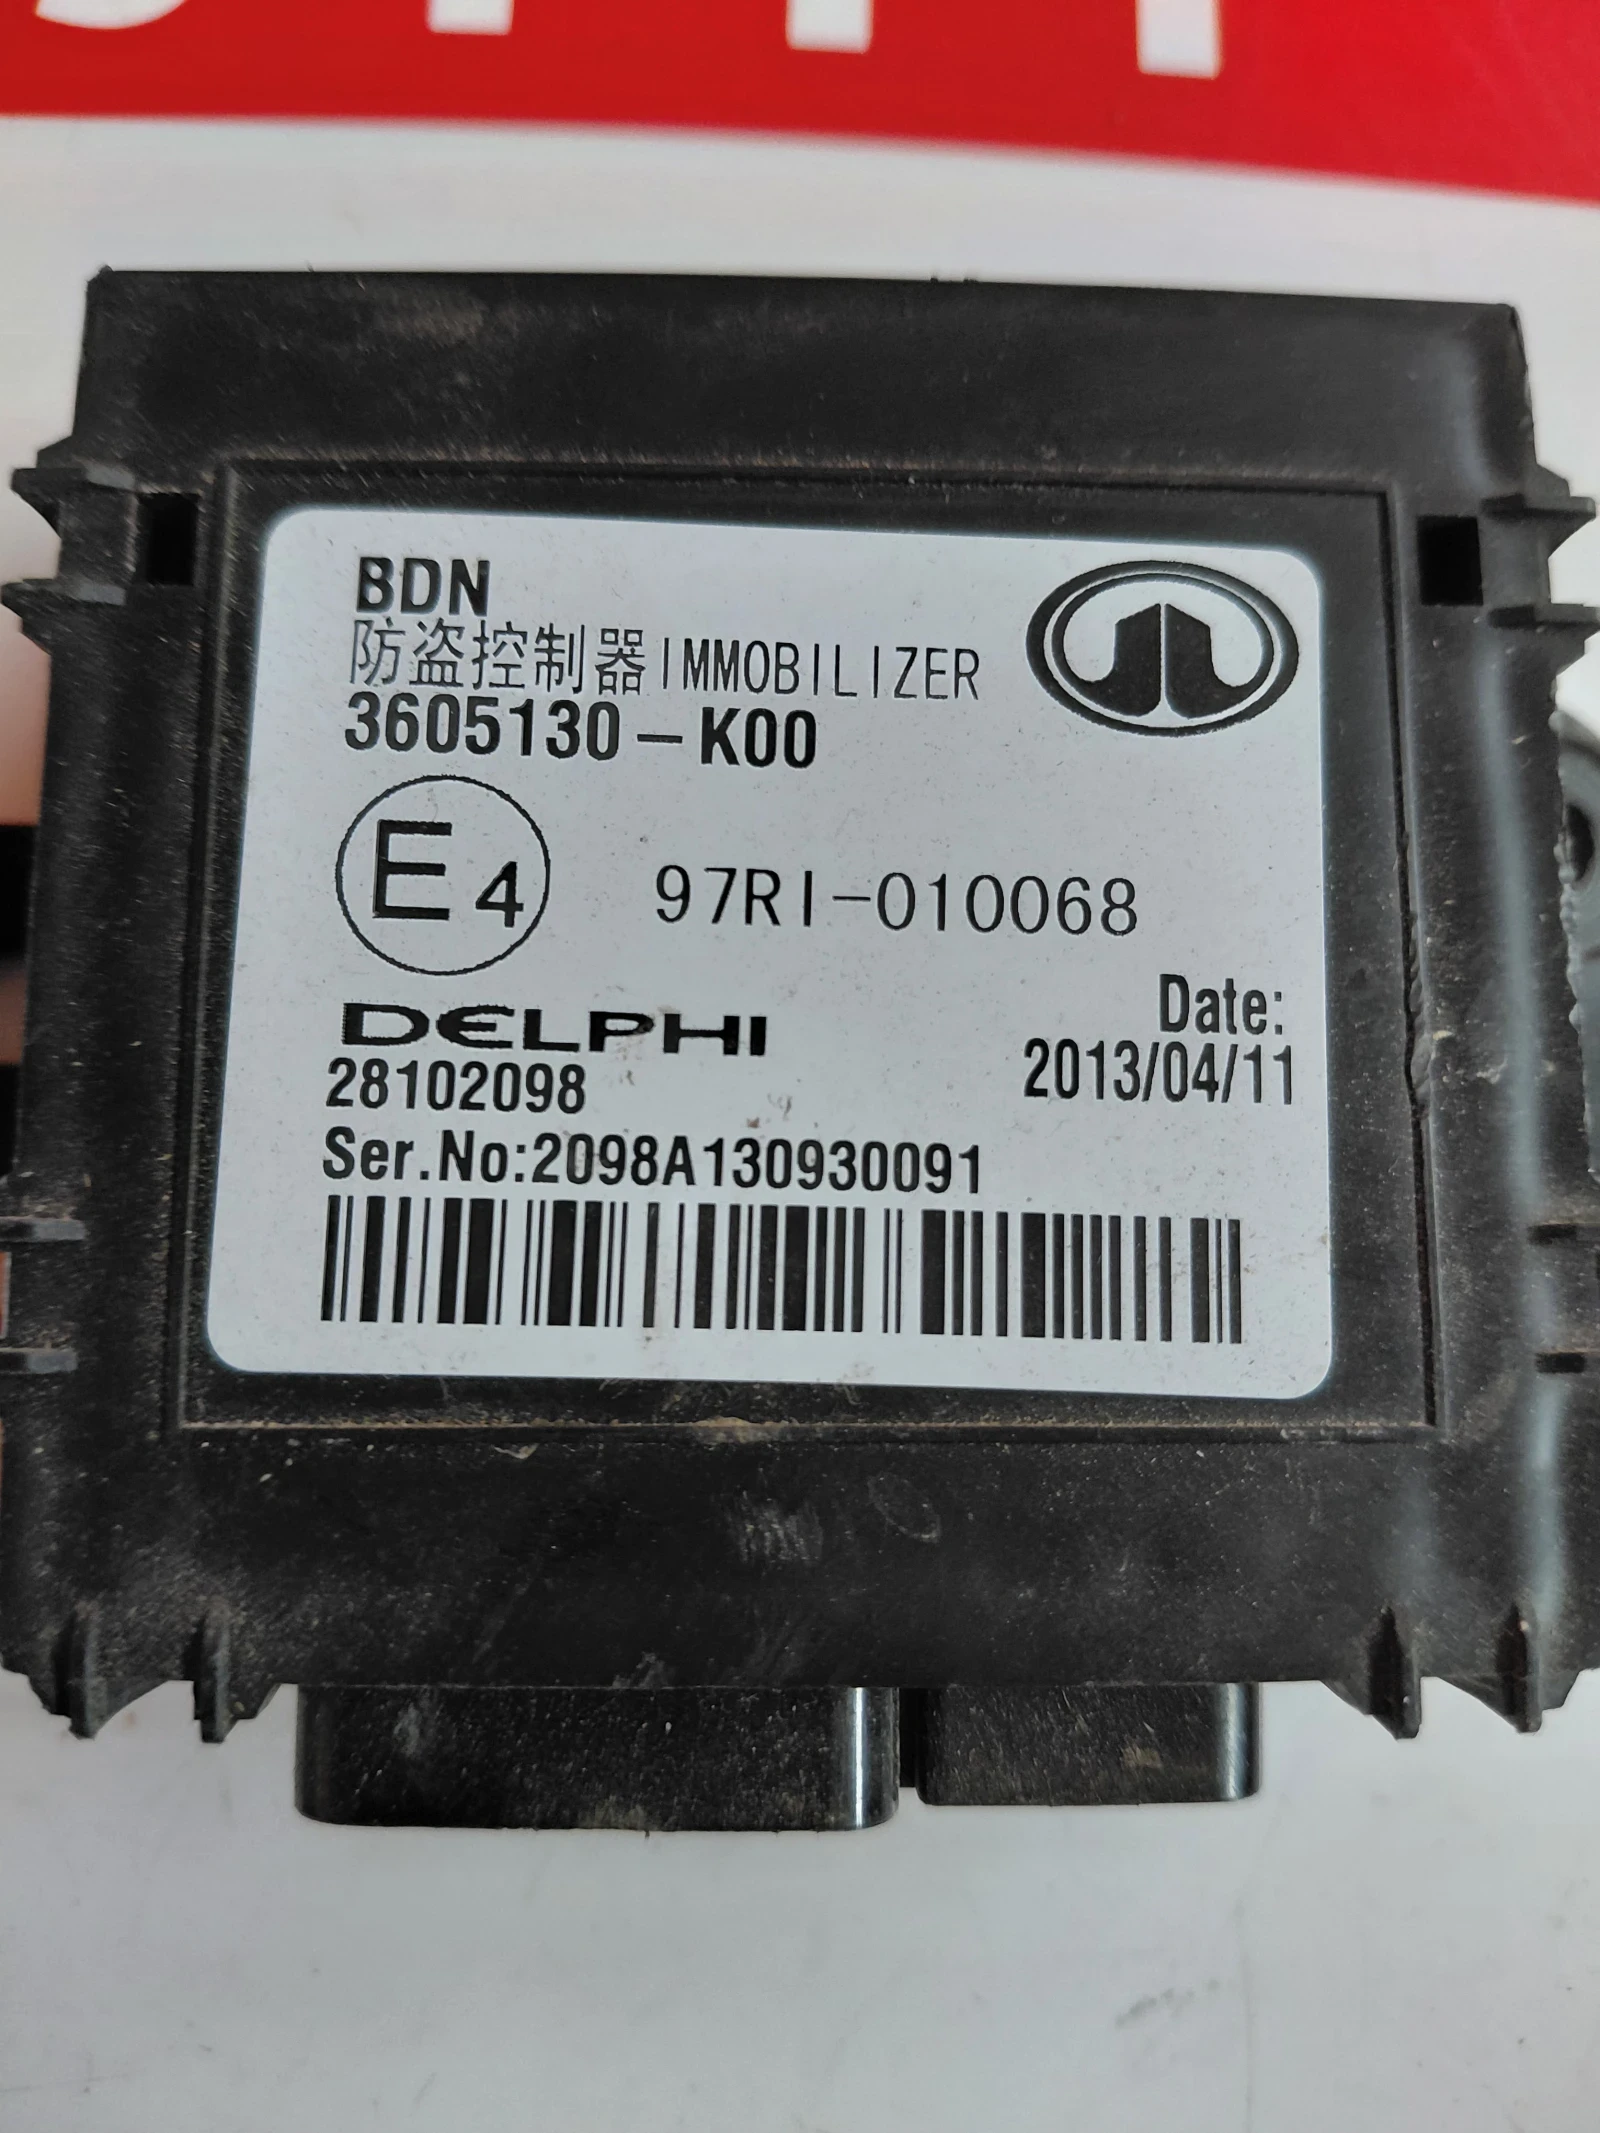 BDN
防盗控制器IMMOBILIZER
3605130-K00
E4 97RI-010068
DELPHI
Date:
28102098 2013/04/11
Ser.No:2098A130930091